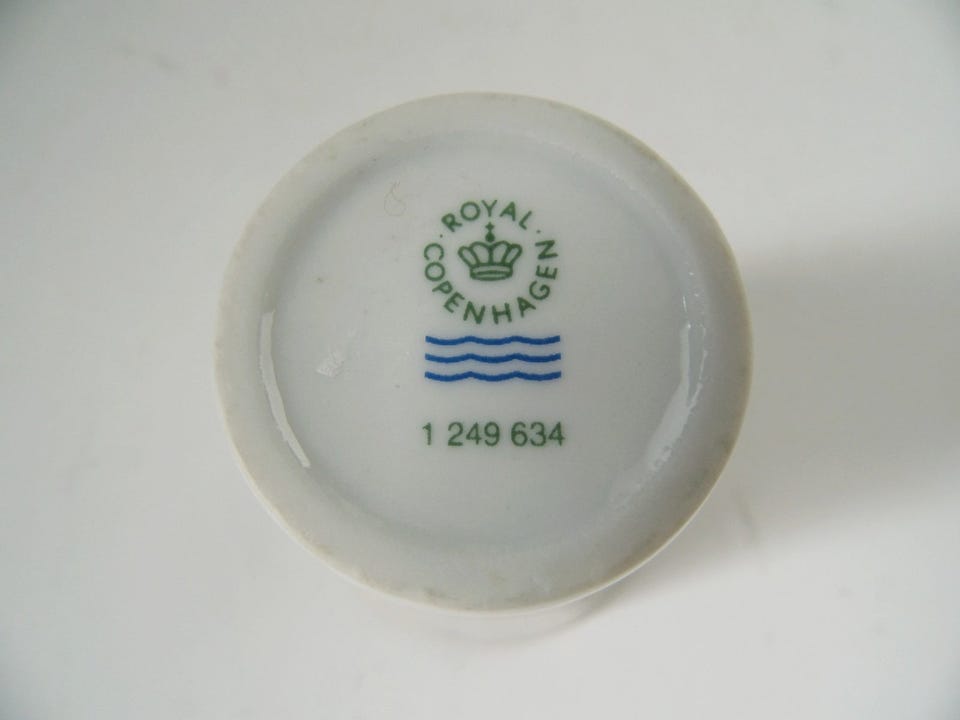 ROYAL
COPENHAGEN
1 249 634